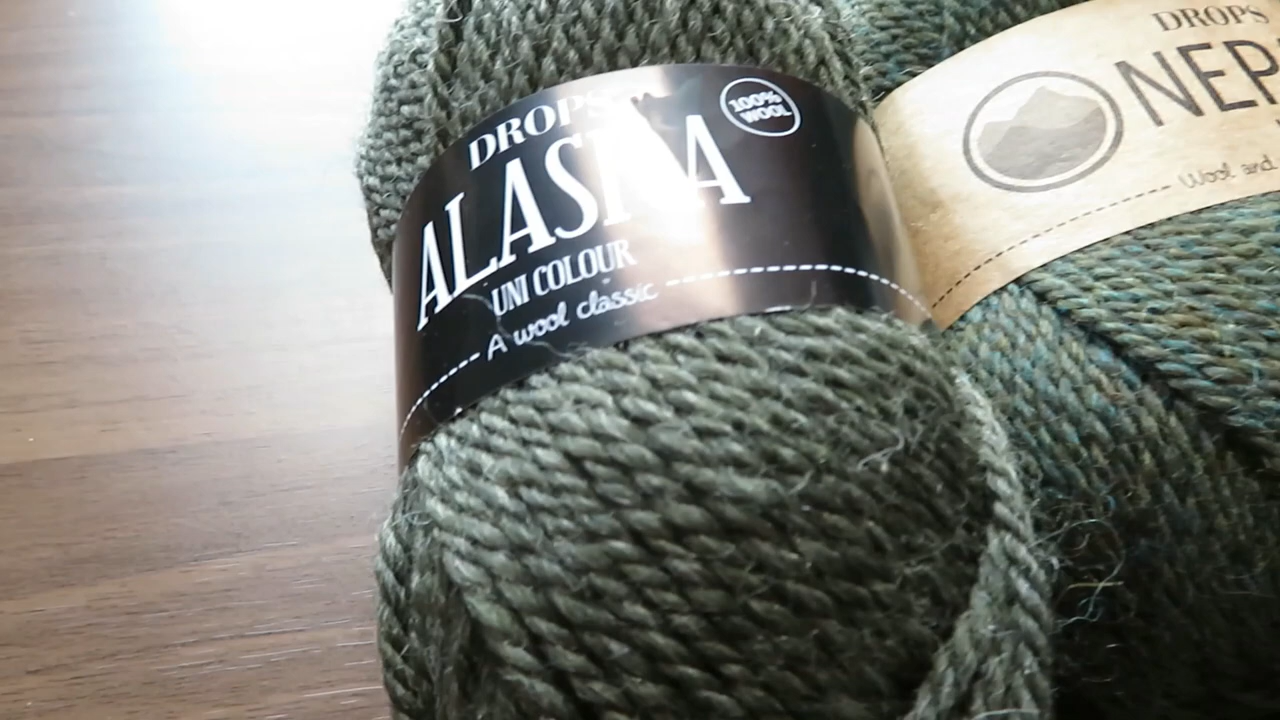 DROPS
ALASKA
100%
WOOL
UNI COLOUR
A wool classic
DROPS
NEP
Wool and